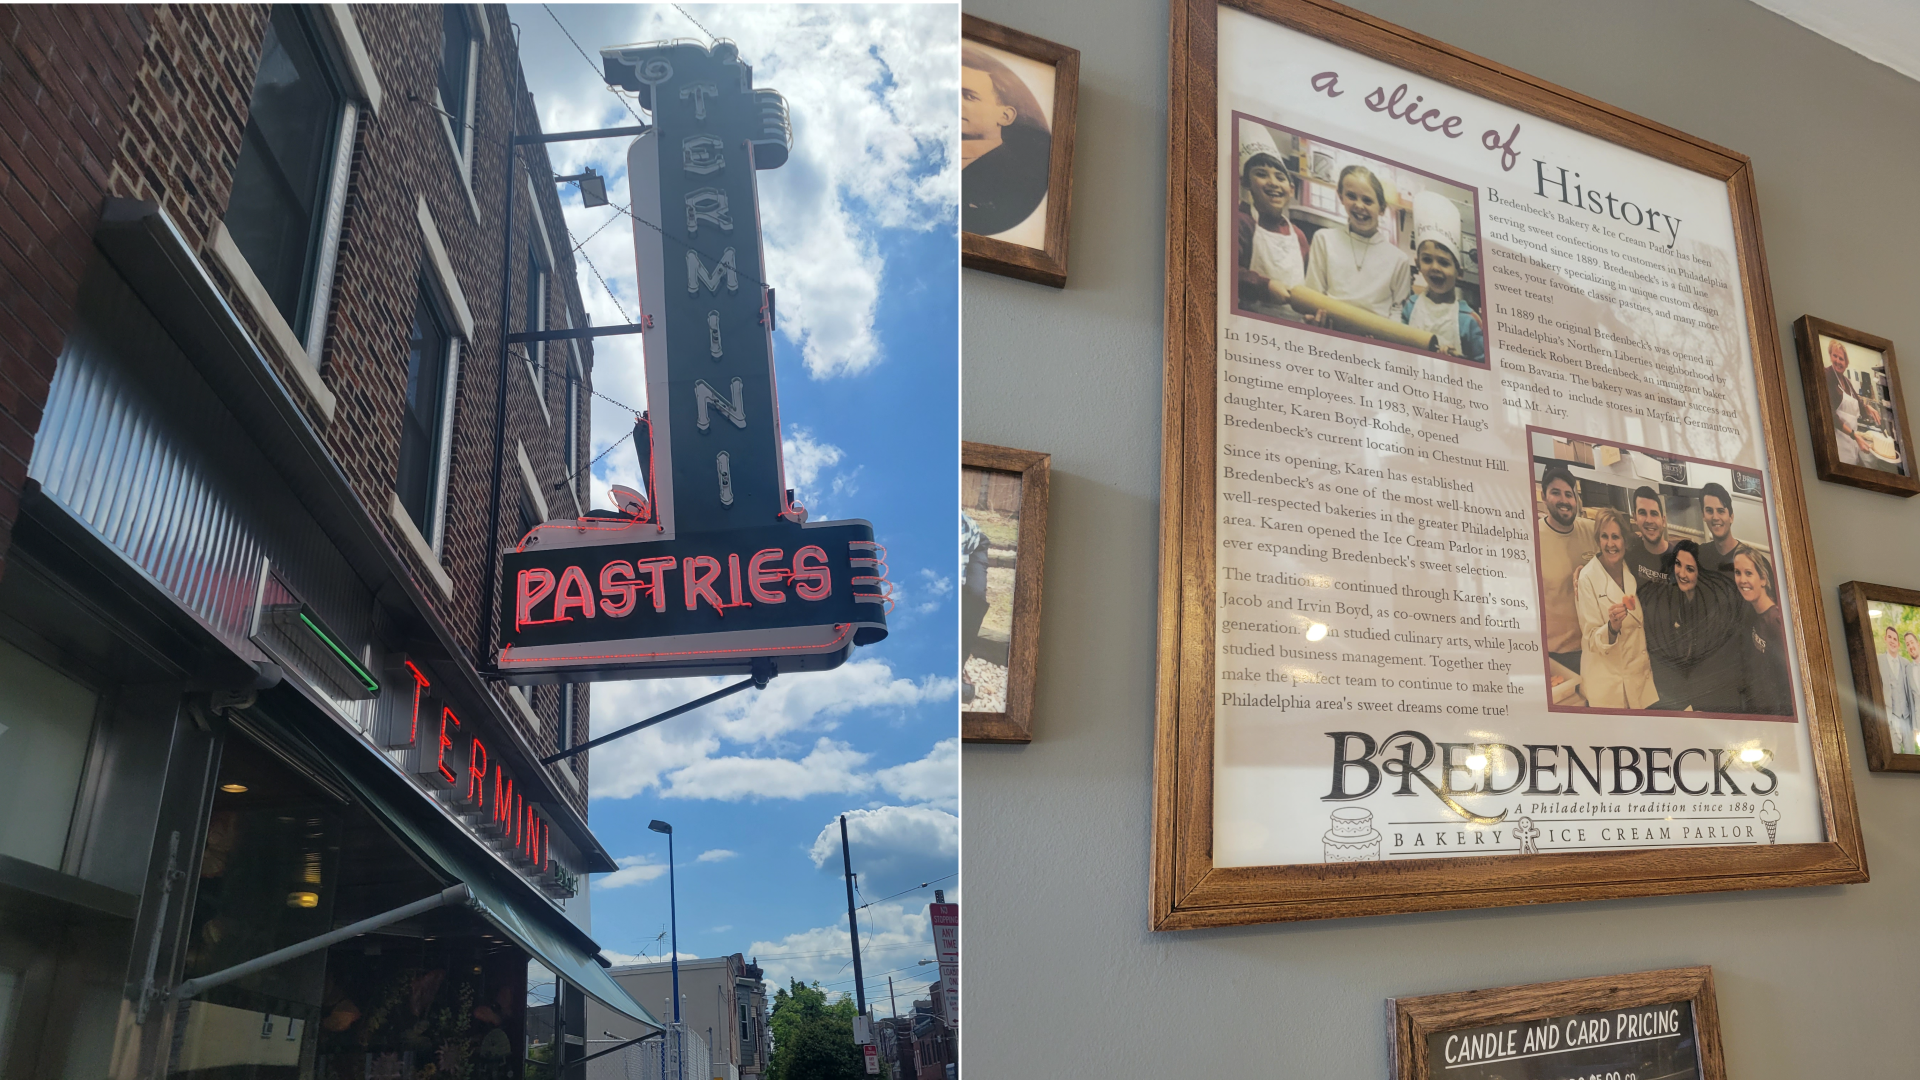 TERMINI
PASTRIES
TERMINI
NO
STOPPING
ANY
TIME
a slice of
History
Bredenbeck's Bakery & Ice Cream Parlor has been
serving sweet confections to customers in Philadelphia
and beyond since 1889. Bredenbeck's is a full line
scratch bakery specializing in unique custom design
cakes, your favorite classic pastries, and many more
sweet treats!
In 1889 the original Bredenbeck's was opened in
Philadelphia's Northern Liberties neighborhood by
Frederick Robert Bredenbeck, an immigrant baker
from Bavaria. The bakery was an instant success and
expanded to include stores in Mayfair, Germantown
and Mt. Airy.
In 1954, the Bredenbeck family handed the
business over to Walter and Otto Haug, two
longtime employees. In 1983, Walter Haug's
daughter, Karen Boyd-Rohde, opened
Bredenbeck's current location in Chestnut Hill.
Since its opening, Karen has established
Bredenbeck's as one of the most well-known and
well-respected bakeries in the greater Philadelphia
area. Karen opened the Ice Cream Parlor in 1983,
ever expanding Bredenbeck's sweet selection.
The tradition is continued through Karen's sons,
Jacob and Irvin Boyd, as co-owners and fourth
generation. studied culinary arts, while Jacob
studied business management. Together they
make the perfect team to continue to make the
Philadelphia area's sweet dreams come true!
BREDENBECK'S
A Philadelphia tradition since 1889
BAKERY ICE CREAM PARLOR
CANDLE AND CARD PRICING